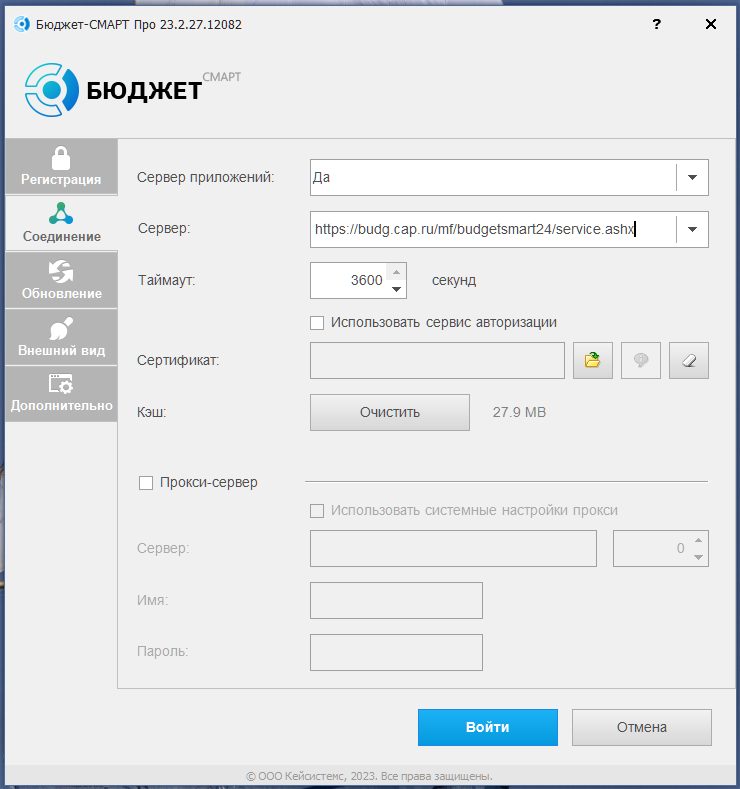 Бюджет-СМАРТ Про 23.2.27.12082
?
БЮДЖЕТ СМАРТ
Регистрация
Соединение
Обновление
Внешний вид
Дополнительно
Сервер приложений: Да
Сервер: https://budg.cap.ru/mf/budgetsmart24/service.ashx
Таймаут: 3600 секунд
Использовать сервис авторизации
Сертификат:
Кэш: Очистить 27.9 MB
Прокси-сервер
Использовать системные настройки прокси
Сервер: 0
Имя:
Пароль:
Войти Отмена
© ООО Кейсистемс, 2023. Все права защищены.